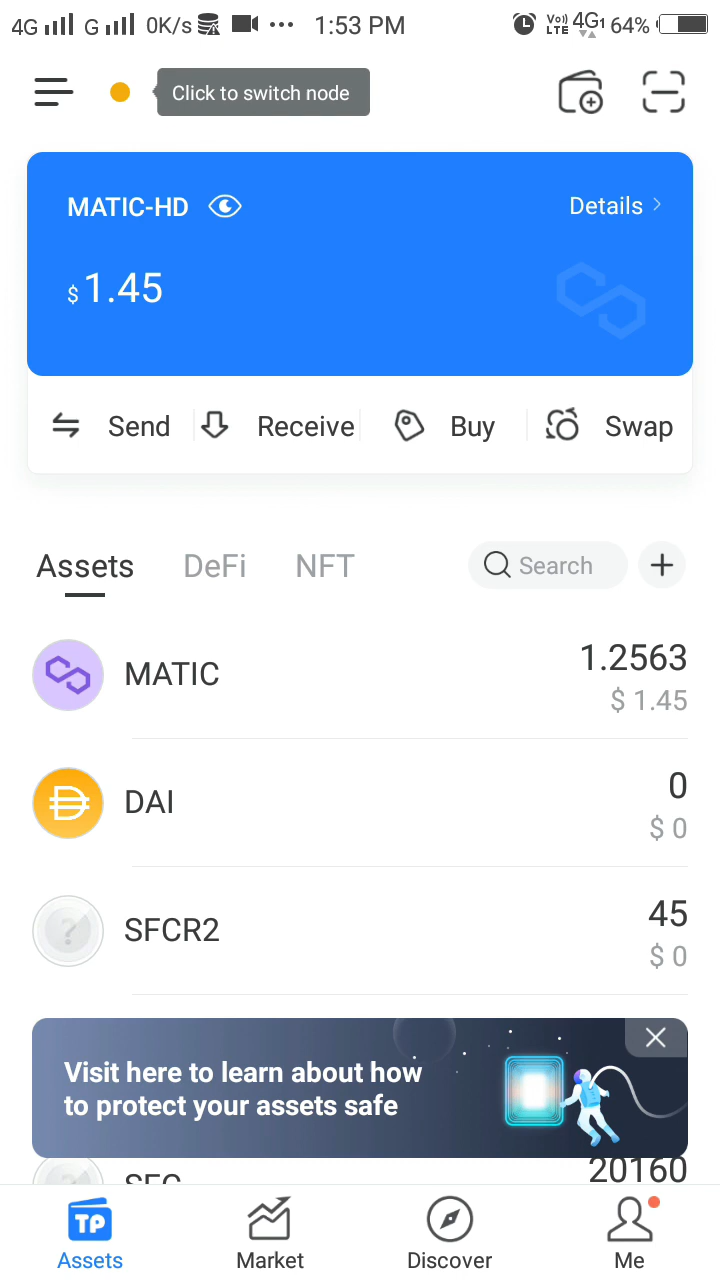 4G G 0K/s ... 1:53 PM Vo) LTE 4G1 64%
Click to switch node
MATIC-HD Details >
$ 1.45
Send Receive Buy Swap
Assets DeFi NFT Search +
MATIC 1.2563
$ 1.45
DAI 0
$ 0
? SFCR2 45
$ 0
Visit here to learn about how
to protect your assets safe
20160
TP
Assets Market Discover Me